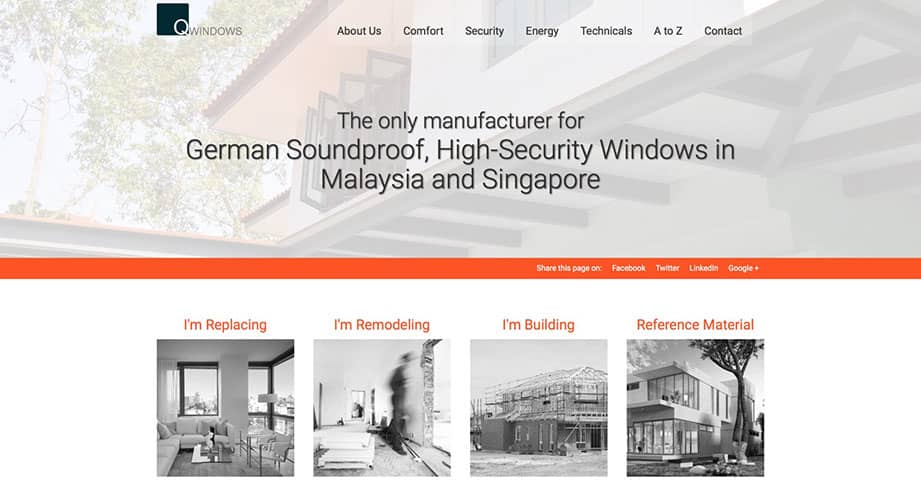 QWINDOWS
About Us Comfort Security Energy Technicals A to Z Contact
The only manufacturer for
German Soundproof, High-Security Windows in
Malaysia and Singapore
Share this page on: Facebook Twitter LinkedIn Google +
I'm Replacing I'm Remodeling I'm Building Reference Material